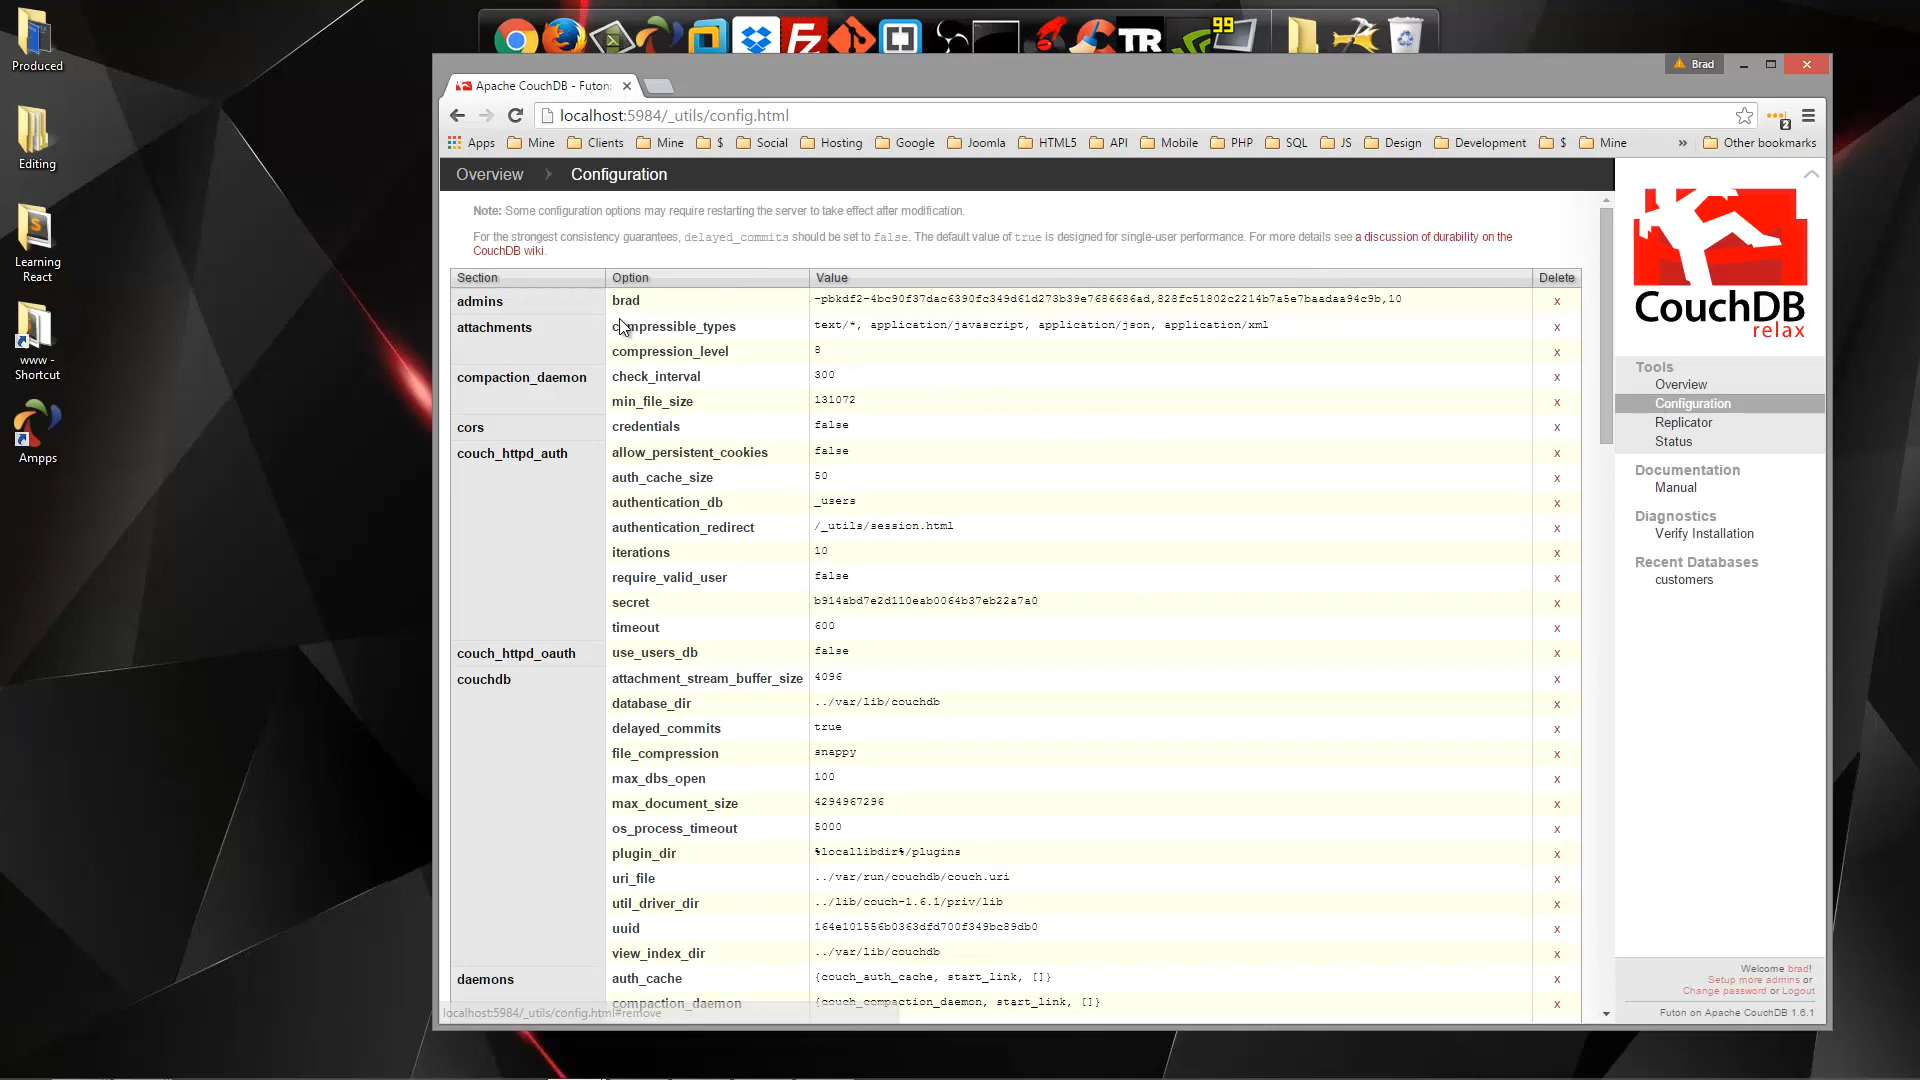 Produced
Editing
Learning
React
www -
Shortcut
Ampps
TR
99
Brad
Apache CouchDB - Futon:
localhost:5984/_utils/config.html
2
Apps Mine Clients Mine $ Social Hosting Google Joomla HTML5 API Mobile PHP SQL JS Design Development $ Mine » Other bookmarks
Overview Configuration
Note: Some configuration options may require restarting the server to take effect after modification.
For the strongest consistency guarantees, delayed_commits should be set to false. The default value of true is designed for single-user performance. For more details see a discussion of durability on the
CouchDB wiki.
Section Option Value Delete
admins brad -pbkdf2-4bc90f37dac6390fc349d61d273b39e7686686ad,828fc51802c2214b7a5e7baadaa94c9b,10 x
attachments compressible_types text/*, application/javascript, application/json, application/xml x
compression_level 8 x
compaction_daemon check_interval 300 x
min_file_size 131072 x
cors credentials false x
couch_httpd_auth allow_persistent_cookies false x
auth_cache_size 50 x
authentication_db _users x
authentication_redirect /_utils/session.html x
iterations 10 x
require_valid_user false x
secret b914abd7e2d110eab0064b37eb22a7a0 x
timeout 600 x
couch_httpd_oauth use_users_db false x
couchdb attachment_stream_buffer_size 4096 x
database_dir ../var/lib/couchdb x
delayed_commits true x
file_compression snappy x
max_dbs_open 100 x
max_document_size 4294967296 x
os_process_timeout 5000 x
plugin_dir %locallibdir%/plugins x
uri_file ../var/run/couchdb/couch.uri x
util_driver_dir ../lib/couch-1.6.1/priv/lib x
uuid 164e101556b0363dfd700f349bc89db0 x
view_index_dir ../var/lib/couchdb x
daemons auth_cache {couch_auth_cache, start_link, []} x
compaction_daemon {couch_compaction_daemon, start_link, []} x
localhost:5984/_utils/config.html#remove
CouchDB
relax
Tools
Overview
Configuration
Replicator
Status
Documentation
Manual
Diagnostics
Verify Installation
Recent Databases
customers
Welcome brad!
Setup more admins or
Change password or Logout
Futon on Apache CouchDB 1.6.1